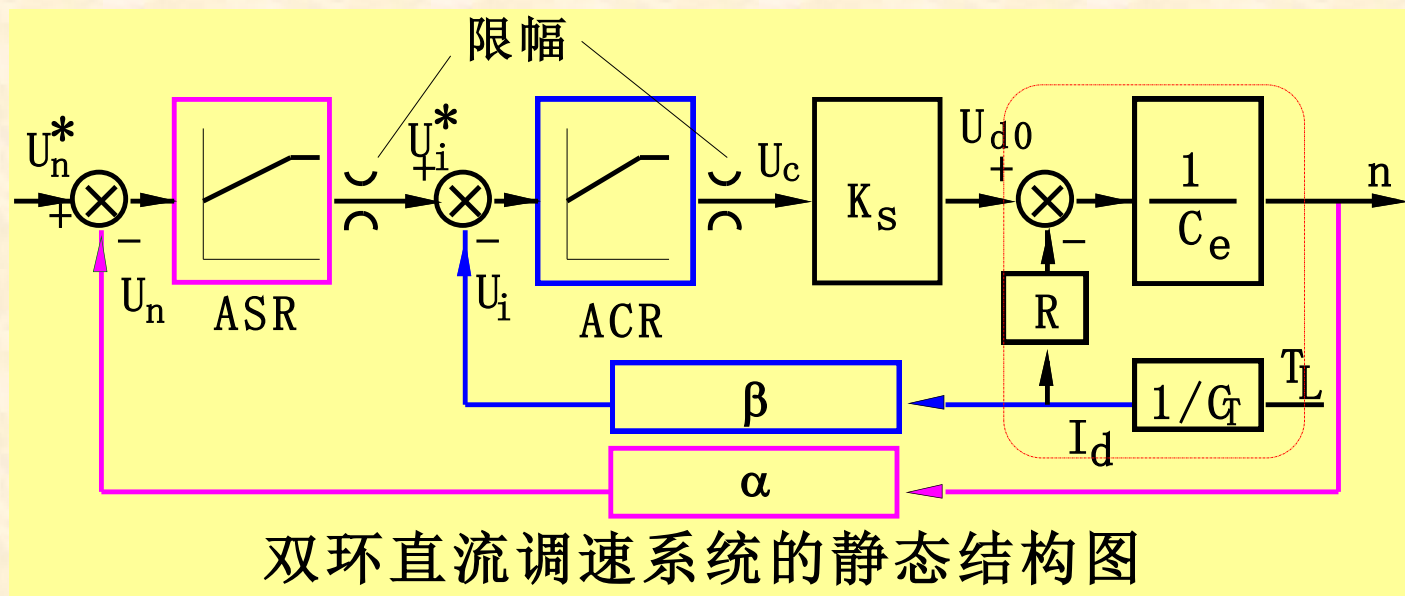 限幅
U*n
+
-
Un
ASR
U*i
+
-
Ui
ACR
Uc
Ks
Ud0
+
-
R
1
Ce
n
β
Id
1/CT
TL
α
双环直流调速系统的静态结构图